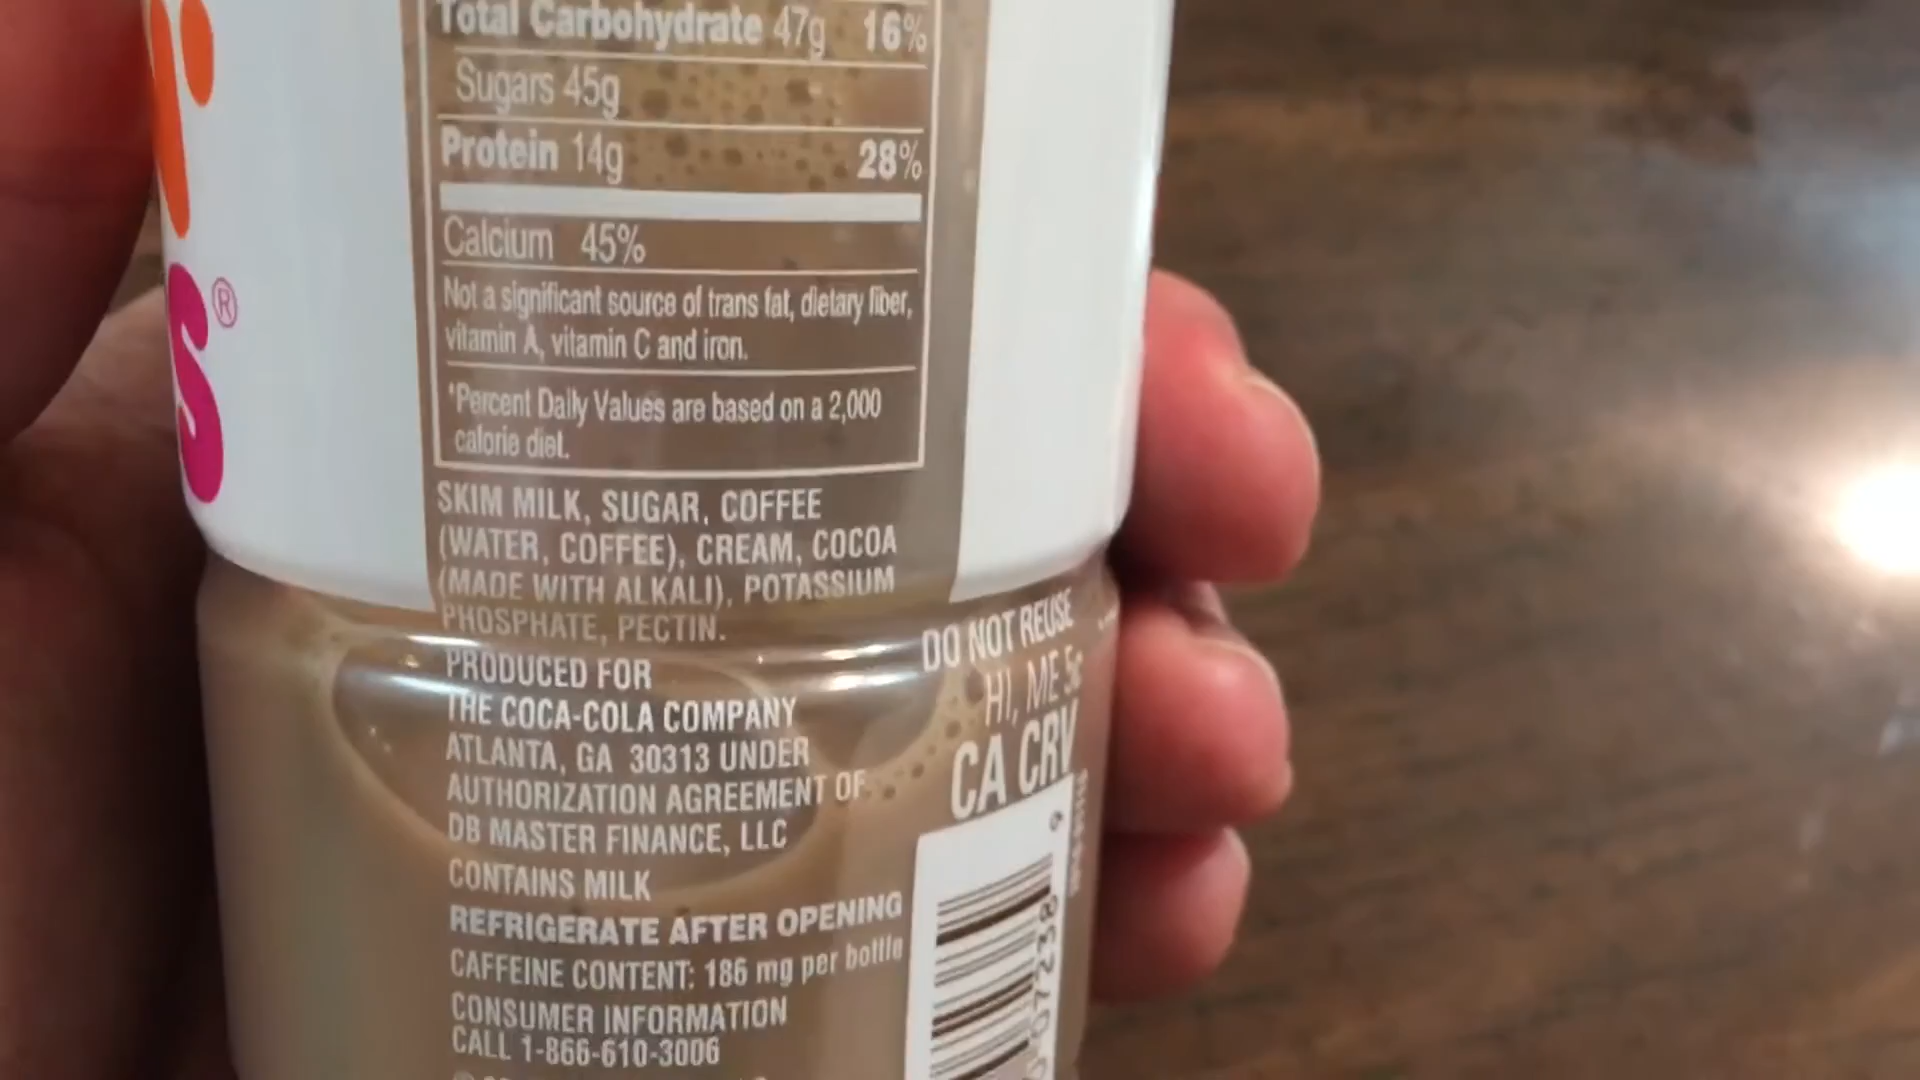 Total Carbohydrate 47g 16%
Sugars 45g
Protein 14g 28%
Calcium 45%
Not a significant source of trans fat, dietary fiber,
vitamin A, vitamin C and iron.
*Percent Daily Values are based on a 2,000
calorie diet.
SKIM MILK, SUGAR, COFFEE
(WATER, COFFEE), CREAM, COCOA
(MADE WITH ALKALI), POTASSIUM
PHOSPHATE, PECTIN.
PRODUCED FOR
THE COCA-COLA COMPANY
ATLANTA, GA 30313 UNDER
AUTHORIZATION AGREEMENT OF
DB MASTER FINANCE, LLC
CONTAINS MILK
REFRIGERATE AFTER OPENING
CAFFEINE CONTENT: 186 mg per bottle
CONSUMER INFORMATION
CALL 1-866-610-3006
S®
DO NOT REUSE
HI, ME 5¢
CA CRV